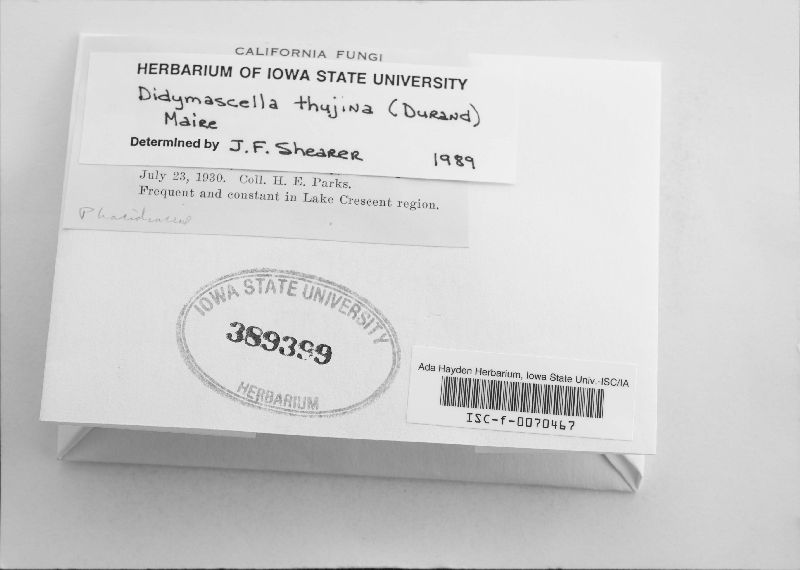 CALIFORNIA FUNGI
HERBARIUM OF IOWA STATE UNIVERSITY
Didymascella thujina (Durand)
Maire
Determined by J.F. Shearer 1989
July 23, 1930. Coll. H. E. Parks.
Frequent and constant in Lake Crescent region.
Phacidiaceae
IOWA STATE UNIVERSITY
389399
HERBARIUM
Ada Hayden Herbarium, Iowa State Univ.-ISC/IA
ISC-f-0070467